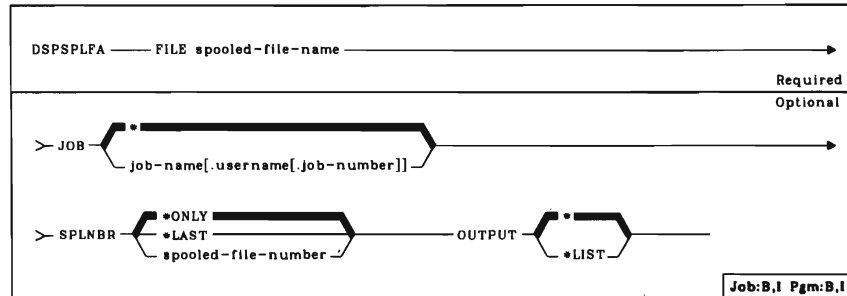 DSPSPLFA FILE spooled-file-name
Required
Optional
*
JOB
job-name[.username[.job-number]]
*ONLY
SPLNBR *LAST OUTPUT *
spooled-file-number *LIST
Job:B,I Pgm:B,I